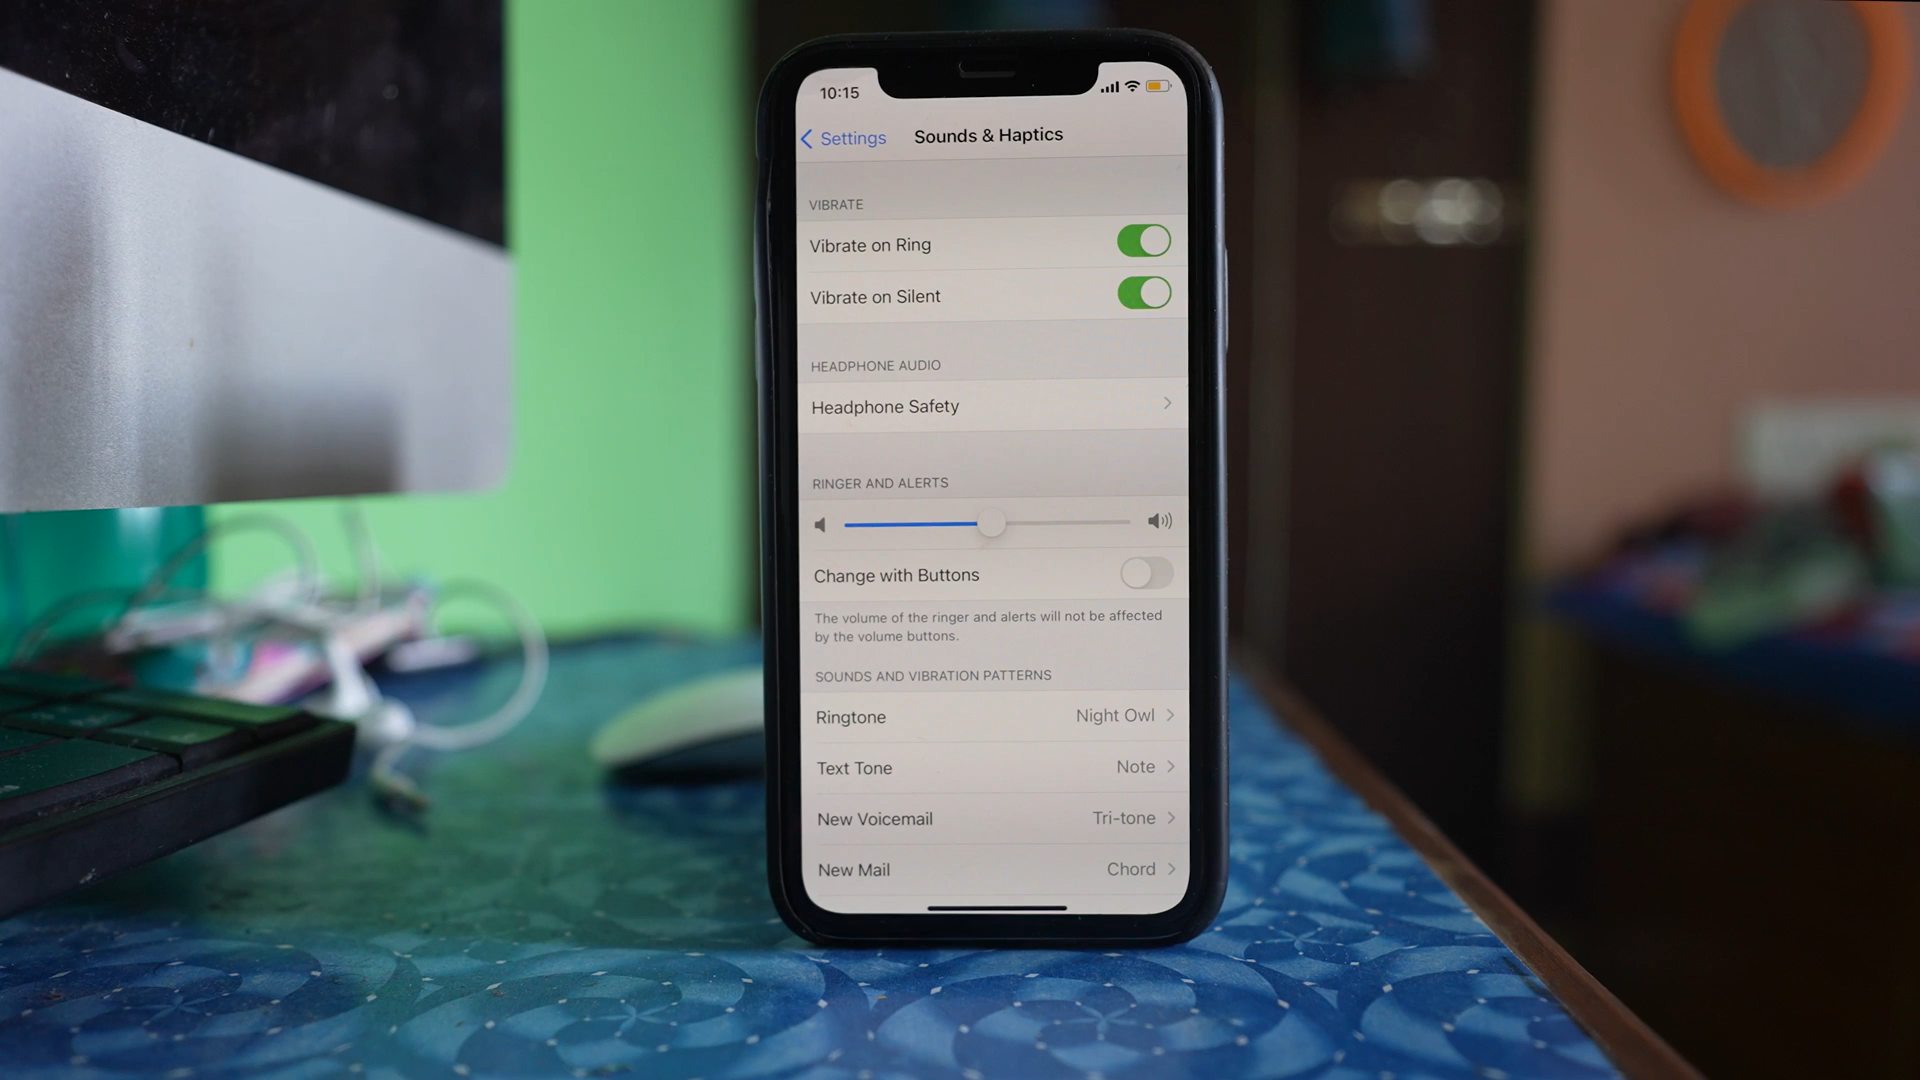 10:15
Settings
Sounds & Haptics
VIBRATE
Vibrate on Ring
Vibrate on Silent
HEADPHONE AUDIO
Headphone Safety
RINGER AND ALERTS
Change with Buttons
The volume of the ringer and alerts will not be affected
by the volume buttons.
SOUNDS AND VIBRATION PATTERNS
Ringtone Night Owl
Text Tone Note
New Voicemail Tri-tone
New Mail Chord